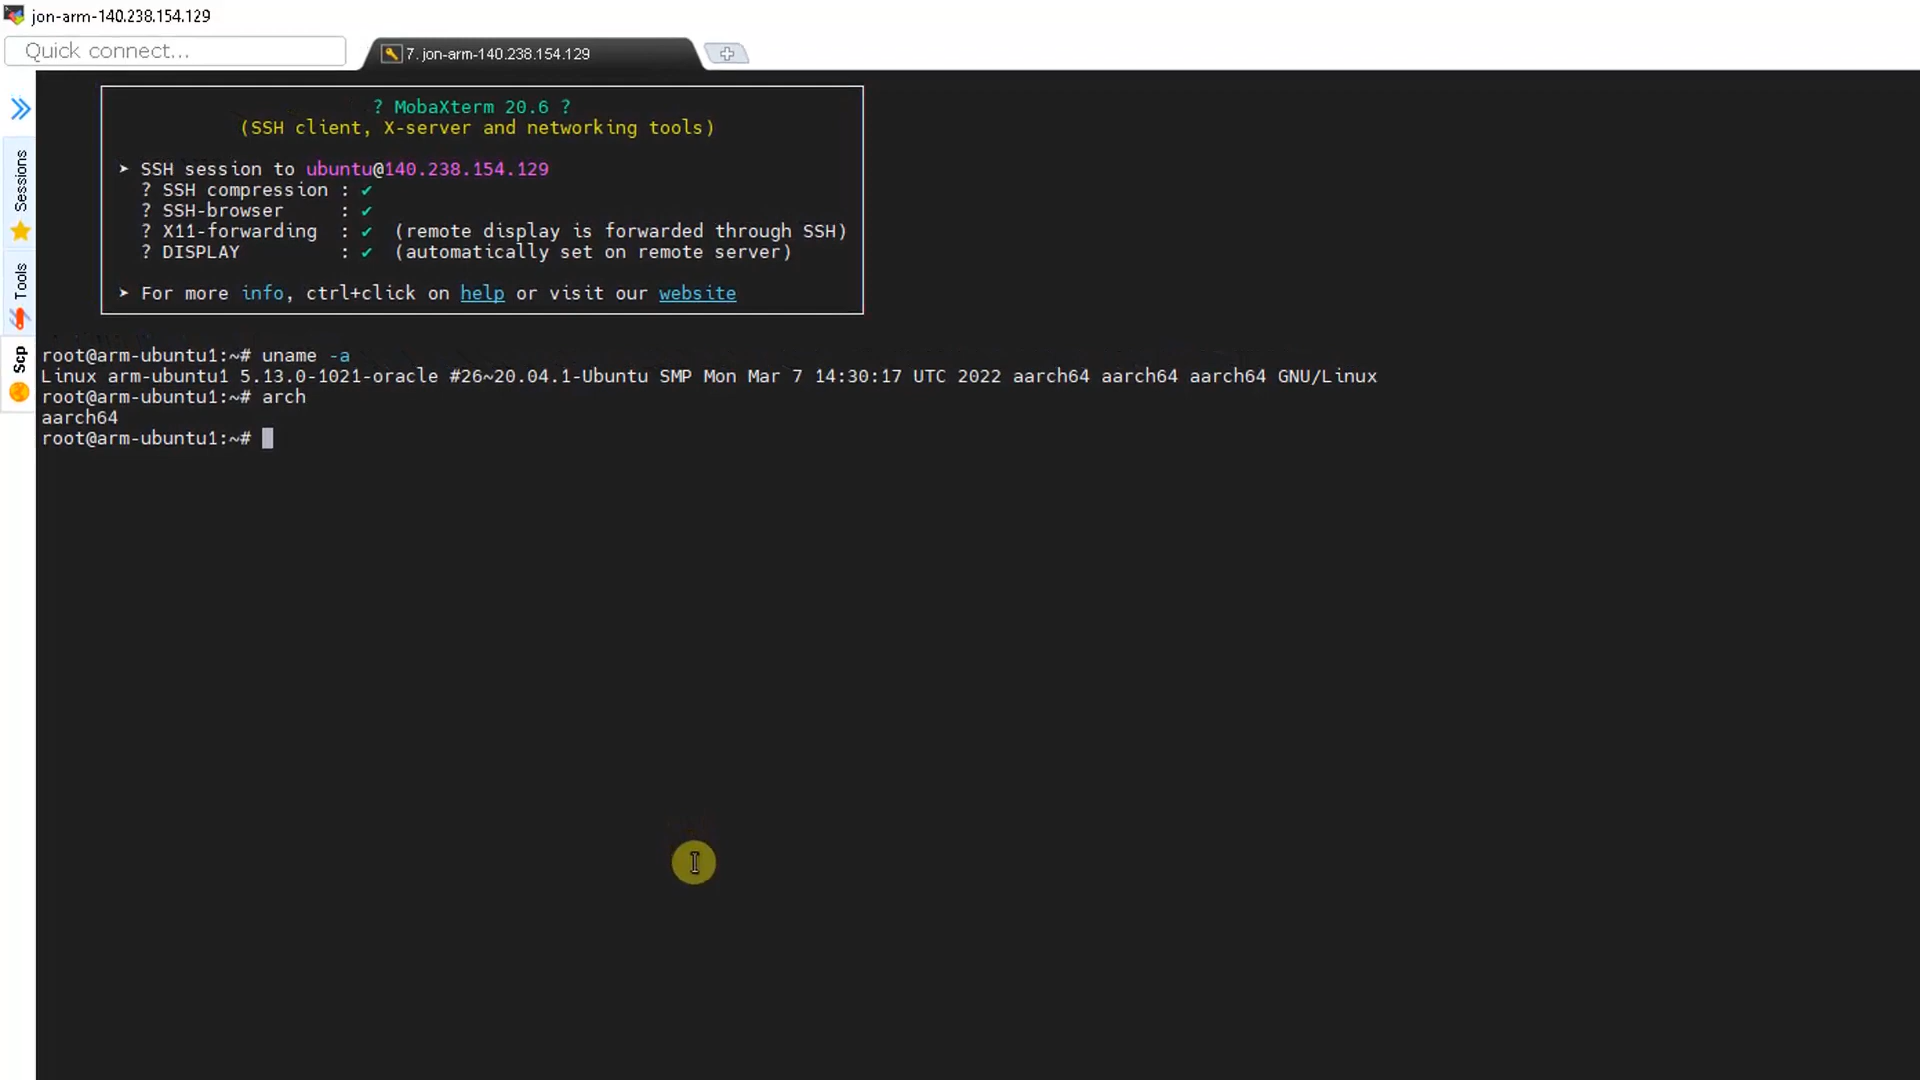 jon-arm-140.238.154.129
Quick connect...
7. jon-arm-140.238.154.129
Sessions
Tools
Scp
? MobaXterm 20.6 ?
(SSH client, X-server and networking tools)
➤ SSH session to ubuntu@140.238.154.129
? SSH compression : ✔
? SSH-browser     : ✔
? X11-forwarding  : ✔  (remote display is forwarded through SSH)
? DISPLAY         : ✔  (automatically set on remote server)
➤ For more info, ctrl+click on help or visit our website
root@arm-ubuntu1:~# uname -a
Linux arm-ubuntu1 5.13.0-1021-oracle #26~20.04.1-Ubuntu SMP Mon Mar 7 14:30:17 UTC 2022 aarch64 aarch64 aarch64 GNU/Linux
root@arm-ubuntu1:~# arch
aarch64
root@arm-ubuntu1:~#